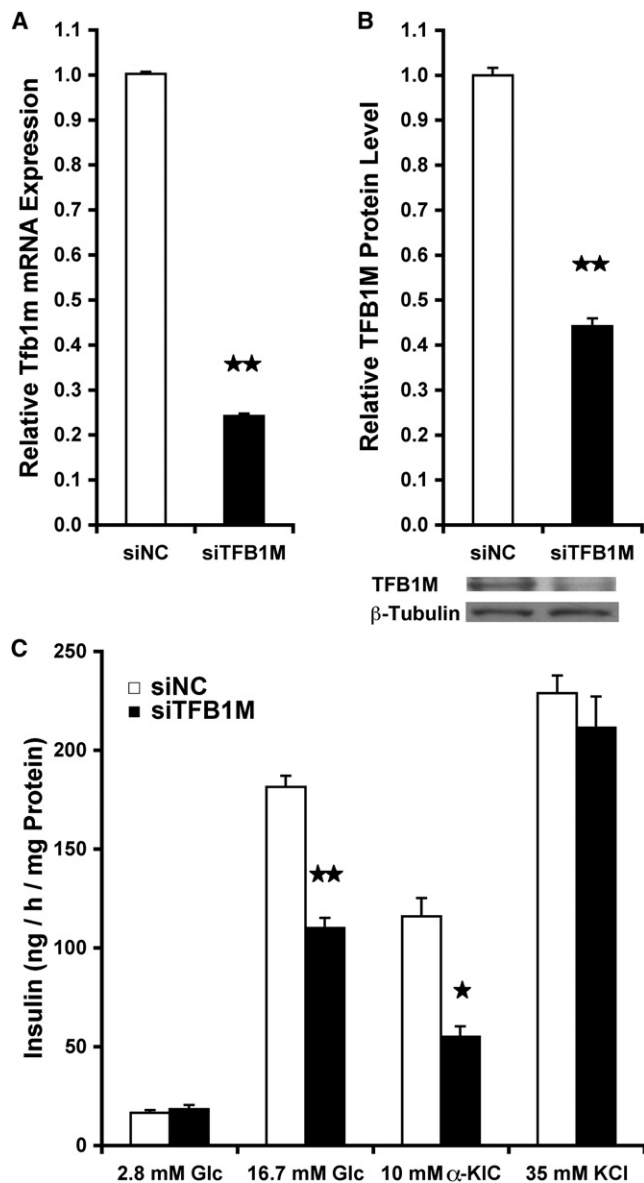 A
Relative Tfb1m mRNA Expression
1.1
1.0
0.9
0.8
0.7
0.6
0.5
0.4
0.3
0.2
0.1
0.0
★★
siNC siTFB1M
B
Relative TFB1M Protein Level
1.1
1.0
0.9
0.8
0.7
0.6
0.5
0.4
0.3
0.2
0.1
0.0
★★
siNC siTFB1M
TFB1M
β-Tubulin
C
Insulin (ng / h / mg Protein)
250
200
150
100
50
0
siNC
siTFB1M
★★
★
2.8 mM Glc 16.7 mM Glc 10 mM α-KIC 35 mM KCl